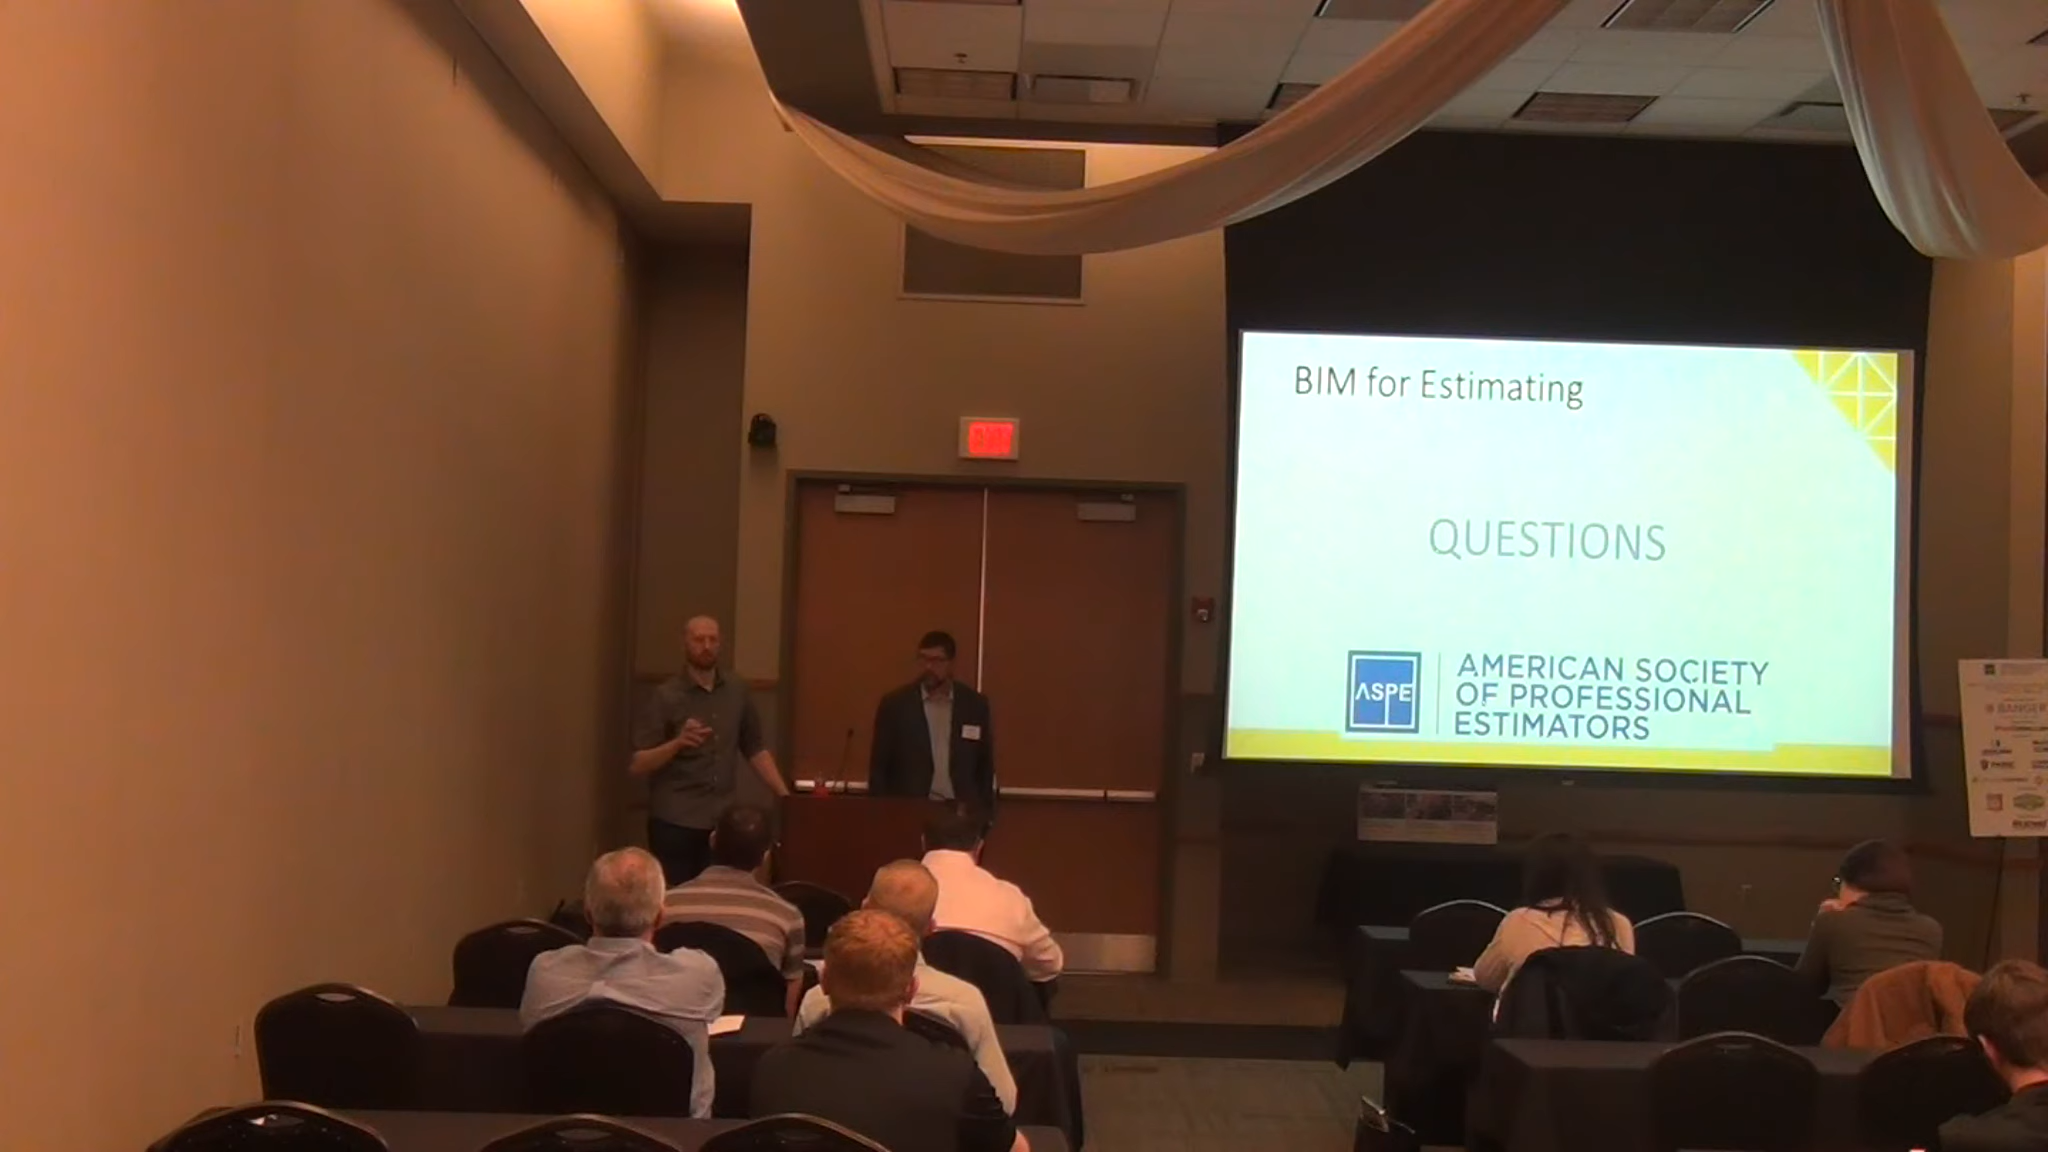 BIM for Estimating
QUESTIONS
ASPE
AMERICAN SOCIETY
OF PROFESSIONAL
ESTIMATORS
EXIT